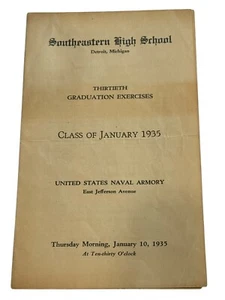 Southeastern High School
Detroit, Michigan
THIRTIETH
GRADUATION EXERCISES
CLASS OF JANUARY 1935
UNITED STATES NAVAL ARMORY
East Jefferson Avenue
Thursday Morning, January 10, 1935
At Ten-thirty O'clock